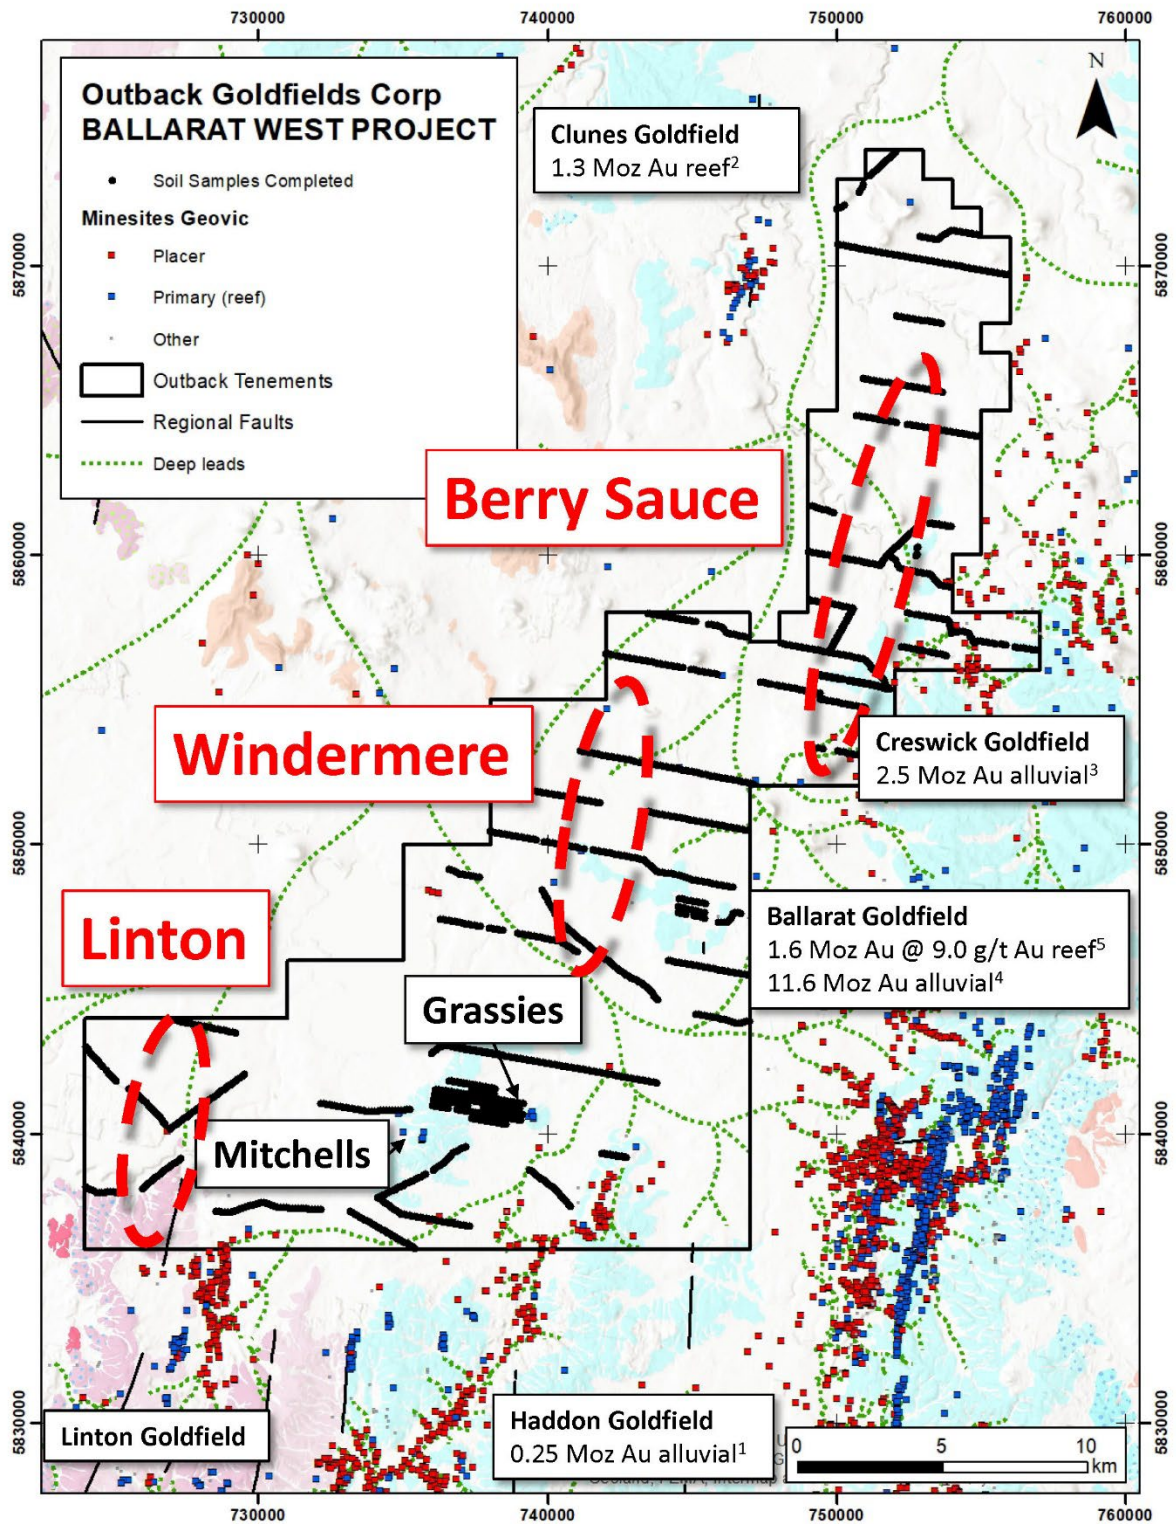 730000
740000
750000
760000
Outback Goldfields Corp
BALLARAT WEST PROJECT
Soil Samples Completed
Minesites Geovic
Placer
Primary (reef)
Other
Outback Tenements
Regional Faults
Deep leads
N
Clunes Goldfield
1.3 Moz Au reef²
5870000
5870000
Berry Sauce
5860000
5860000
Windermere
Creswick Goldfield
2.5 Moz Au alluvial³
5850000
5850000
Linton
Ballarat Goldfield
1.6 Moz Au @ 9.0 g/t Au reef⁵
11.6 Moz Au alluvial⁴
Grassies
5840000
5840000
Mitchells
Linton Goldfield
Haddon Goldfield
0.25 Moz Au alluvial¹
0 5 10
km
5830000
5830000
730000
740000
750000
760000